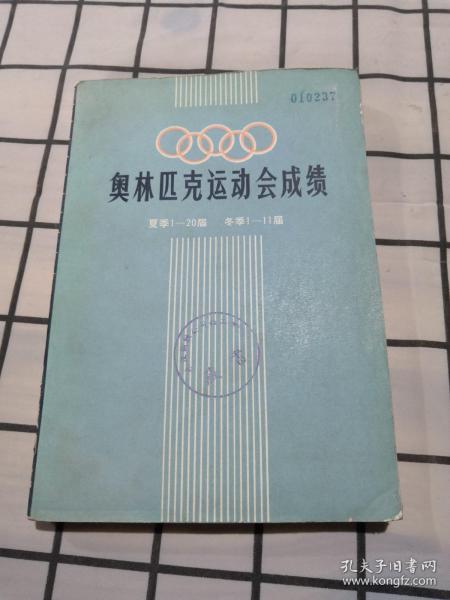 010237
奥林匹克运动会成绩
夏季1—20届 冬季1—11届
孔夫子旧书网
www.kongfz.com